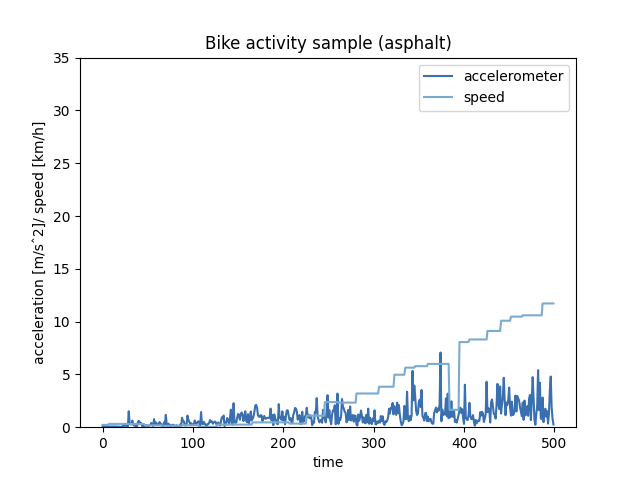 Bike activity sample (asphalt)
accelerometer
speed
35
30
25
20
15
10
5
0
acceleration [m/sˆ2]/ speed [km/h]
0 100 200 300 400 500
time